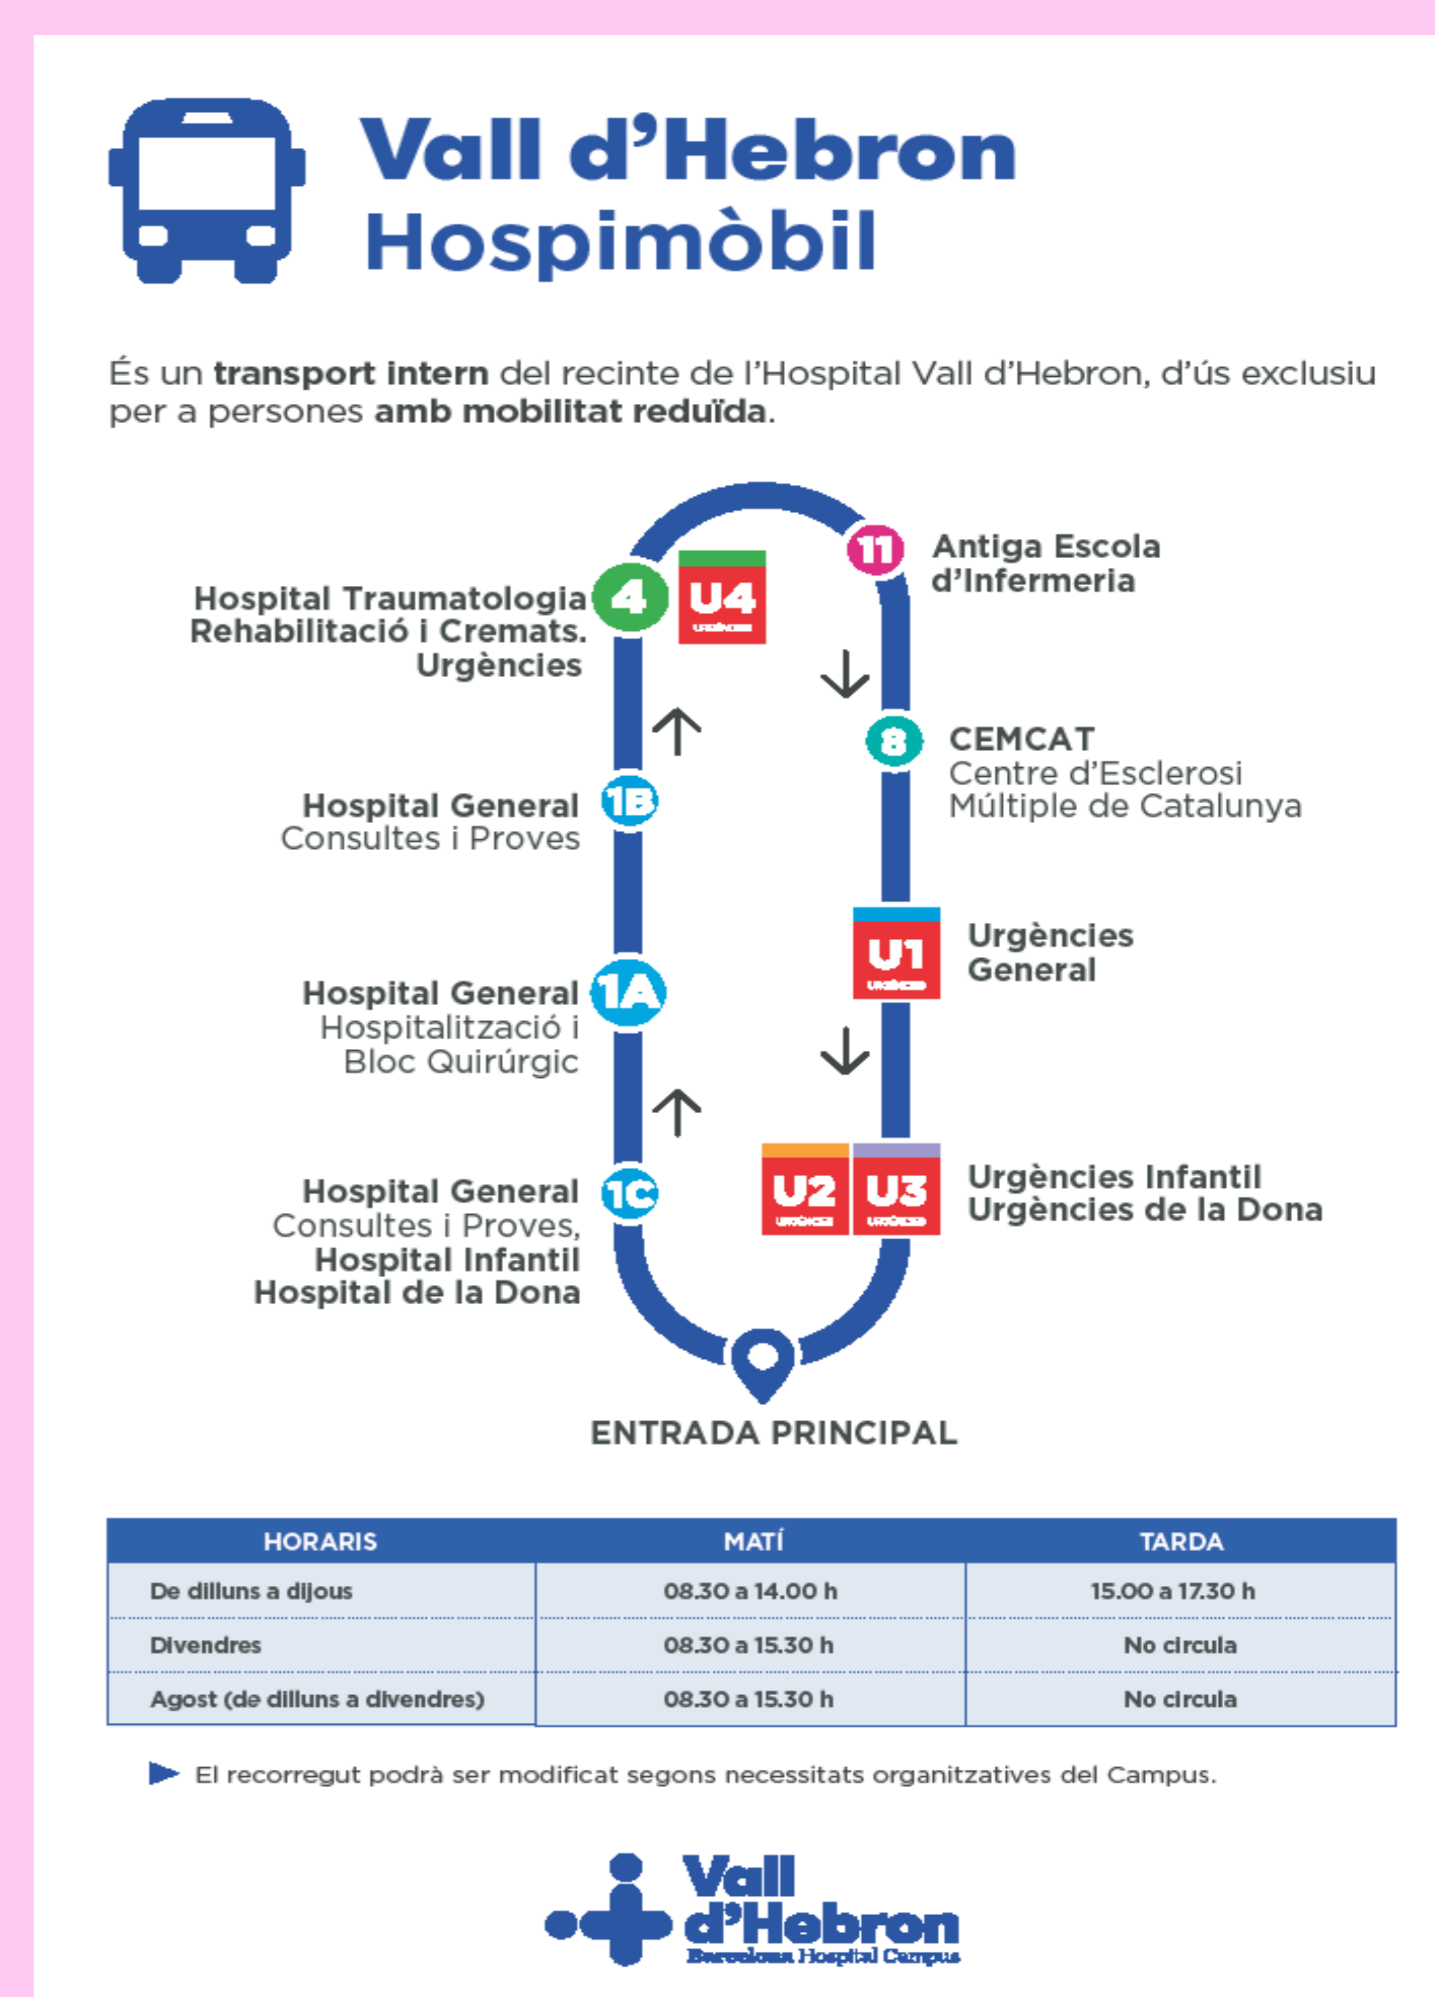 Vall d'Hebron
Hospimòbil
És un transport intern del recinte de l'Hospital Vall d'Hebron, d'ús exclusiu
per a persones amb mobilitat reduïda.
11
Antiga Escola
d'Infermeria
Hospital Traumatologia
Rehabilitació i Cremats.
Urgències
4
U4
URGÈNCIES
8
CEMCAT
Centre d'Esclerosi
Múltiple de Catalunya
Hospital General
Consultes i Proves
1B
U1
URGÈNCIES
Urgències
General
Hospital General
Hospitalització i
Bloc Quirúrgic
1A
Hospital General
Consultes i Proves,
Hospital Infantil
Hospital de la Dona
1C
U2
URGÈNCIES
U3
URGÈNCIES
Urgències Infantil
Urgències de la Dona
ENTRADA PRINCIPAL
HORARIS MATÍ TARDA
De dilluns a dijous 08.30 a 14.00 h 15.00 a 17.30 h
Divendres 08.30 a 15.30 h No circula
Agost (de dilluns a divendres) 08.30 a 15.30 h No circula
El recorregut podrà ser modificat segons necessitats organitzatives del Campus.
Vall
d'Hebron
Barcelona Hospital Campus